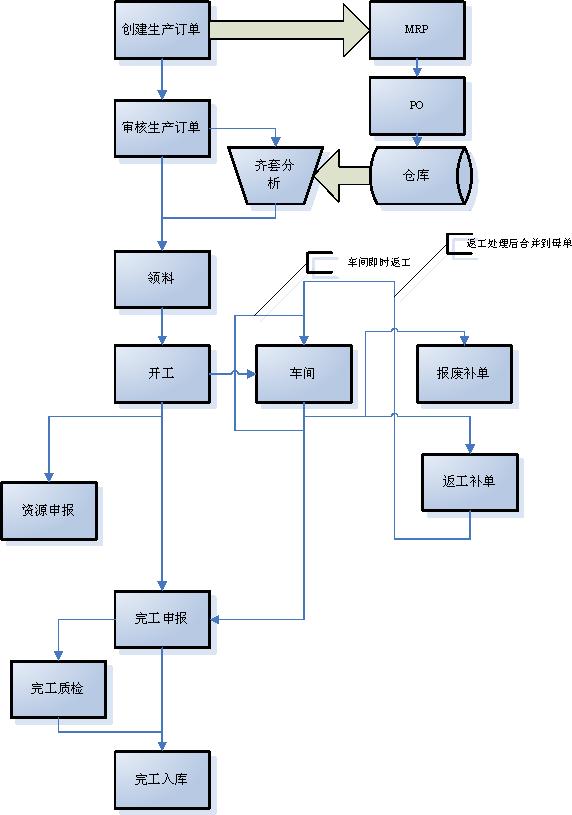 创建生产订单
MRP
PO
审核生产订单
齐套分
析
仓库
返工处理后合并到母单
车间即时返工
领料
开工
车间
报废补单
返工补单
资源申报
完工申报
完工质检
完工入库